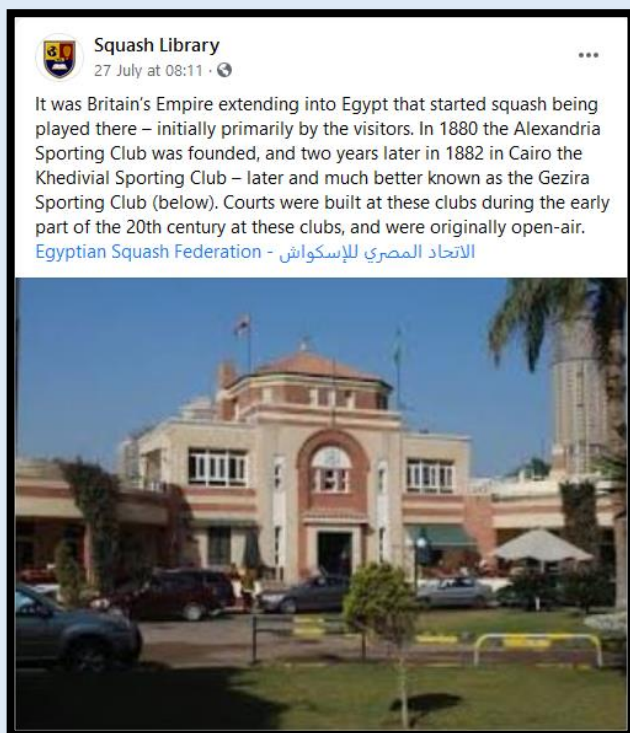 Squash Library
27 July at 08:11 ·
It was Britain's Empire extending into Egypt that started squash being
played there – initially primarily by the visitors. In 1880 the Alexandria
Sporting Club was founded, and two years later in 1882 in Cairo the
Khedivial Sporting Club – later and much better known as the Gezira
Sporting Club (below). Courts were built at these clubs during the early
part of the 20th century at these clubs, and were originally open-air.
Egyptian Squash Federation - الاتحاد المصري للإسكواش